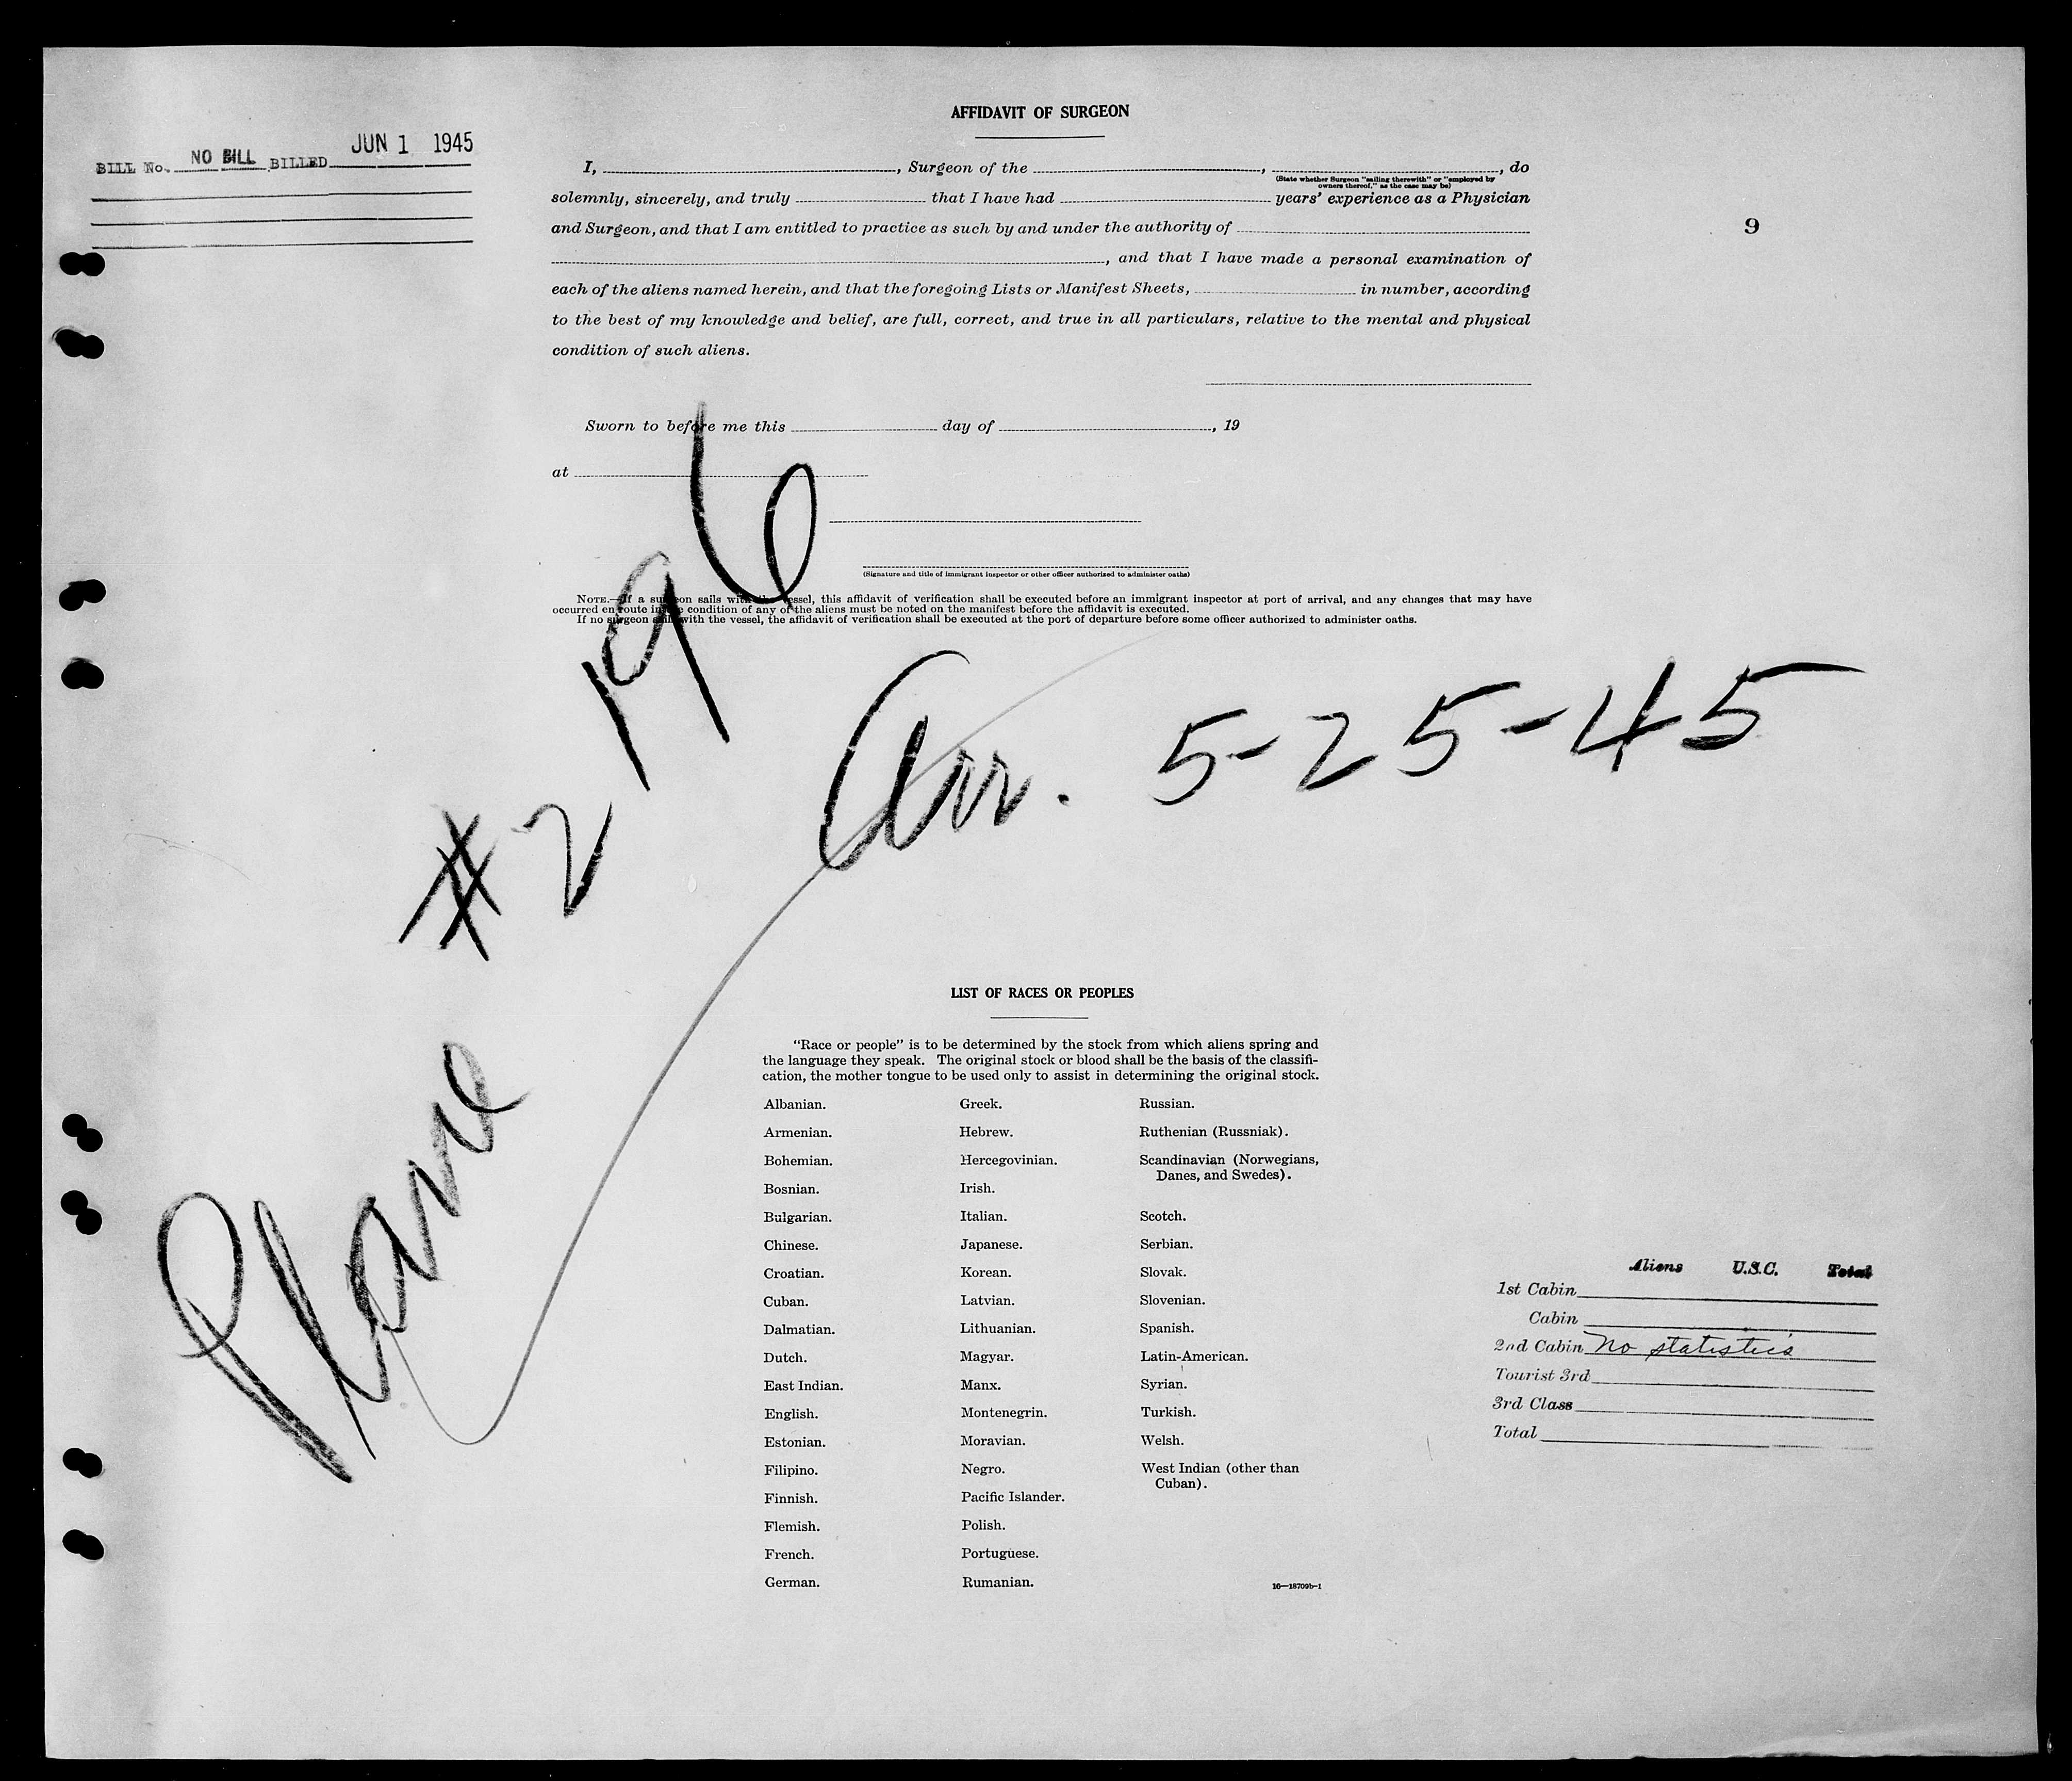 BILL No. NO BILL BILLED JUN 1 1945
AFFIDAVIT OF SURGEON
I, , Surgeon of the , , do
(State whether Surgeon "sailing therewith" or "employed by
owners thereof," as the case may be)
solemnly, sincerely, and truly that I have had years' experience as a Physician
and Surgeon, and that I am entitled to practice as such by and under the authority of
9
, and that I have made a personal examination of
each of the aliens named herein, and that the foregoing Lists or Manifest Sheets, in number, according
to the best of my knowledge and belief, are full, correct, and true in all particulars, relative to the mental and physical
condition of such aliens.
Sworn to before me this day of , 19
at
(Signature and title of immigrant inspector or other officer authorized to administer oaths)
NOTE.—If a surgeon sails with the vessel, this affidavit of verification shall be executed before an immigrant inspector at port of arrival, and any changes that may have
occurred en route in the condition of any of the aliens must be noted on the manifest before the affidavit is executed.
If no surgeon sails with the vessel, the affidavit of verification shall be executed at the port of departure before some officer authorized to administer oaths.
Plane #2196
Arr. 5-25-45
LIST OF RACES OR PEOPLES
"Race or people" is to be determined by the stock from which aliens spring and
the language they speak. The original stock or blood shall be the basis of the classifi-
cation, the mother tongue to be used only to assist in determining the original stock.
Albanian.
Armenian.
Bohemian.
Bosnian.
Bulgarian.
Chinese.
Croatian.
Cuban.
Dalmatian.
Dutch.
East Indian.
English.
Estonian.
Filipino.
Finnish.
Flemish.
French.
German.
Greek.
Hebrew.
Hercegovinian.
Irish.
Italian.
Japanese.
Korean.
Latvian.
Lithuanian.
Magyar.
Manx.
Montenegrin.
Moravian.
Negro.
Pacific Islander.
Polish.
Portuguese.
Rumanian.
Russian.
Ruthenian (Russniak).
Scandinavian (Norwegians,
Danes, and Swedes).
Scotch.
Serbian.
Slovak.
Slovenian.
Spanish.
Latin-American.
Syrian.
Turkish.
Welsh.
West Indian (other than
Cuban).
16—18709b-1
Aliens U.S.C. Total
1st Cabin
Cabin
2nd Cabin No statistics
Tourist 3rd
3rd Class
Total